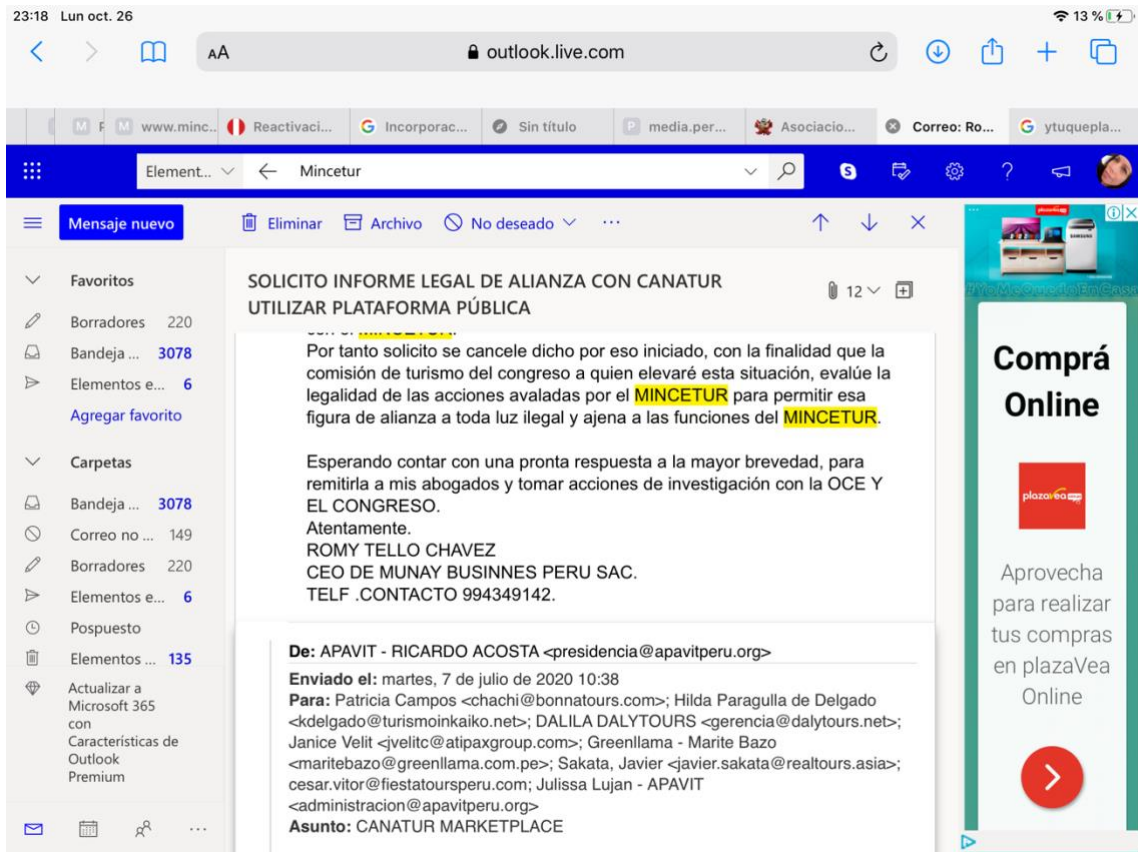 23:18 Lun oct. 26
13 %
AA
outlook.live.com
www.minc..
Reactivaci...
Incorporac...
Sin título
media.per...
Asociacio...
Correo: Ro...
ytuquepla...
Element...
Mincetur
Mensaje nuevo
Eliminar
Archivo
No deseado
...
Favoritos
Borradores 220
Bandeja ... 3078
Elementos e... 6
Agregar favorito
Carpetas
Bandeja ... 3078
Correo no ... 149
Borradores 220
Elementos e... 6
Pospuesto
Elementos ... 135
Actualizar a
Microsoft 365
con
Características de
Outlook
Premium
SOLICITO INFORME LEGAL DE ALIANZA CON CANATUR
UTILIZAR PLATAFORMA PÚBLICA
12
Por tanto solicito se cancele dicho por eso iniciado, con la finalidad que la
comisión de turismo del congreso a quien elevaré esta situación, evalúe la
legalidad de las acciones avaladas por el MINCETUR para permitir esa
figura de alianza a toda luz ilegal y ajena a las funciones del MINCETUR.
Esperando contar con una pronta respuesta a la mayor brevedad, para
remitirla a mis abogados y tomar acciones de investigación con la OCE Y
EL CONGRESO.
Atentamente.
ROMY TELLO CHAVEZ
CEO DE MUNAY BUSINNES PERU SAC.
TELF .CONTACTO 994349142.
De: APAVIT - RICARDO ACOSTA <presidencia@apavitperu.org>
Enviado el: martes, 7 de julio de 2020 10:38
Para: Patricia Campos <chachi@bonnatours.com>; Hilda Paragulla de Delgado
<kdelgado@turismoinkaiko.net>; DALILA DALYTOURS <gerencia@dalytours.net>;
Janice Velit <jvelitc@atipaxgroup.com>; Greenllama - Marite Bazo
<maritebazo@greenllama.com.pe>; Sakata, Javier <javier.sakata@realtours.asia>;
cesar.vitor@fiestatoursperu.com; Julissa Lujan - APAVIT
<administracion@apavitperu.org>
Asunto: CANATUR MARKETPLACE
#YoMeQuedoEnCasa
Comprá
Online
plazavea
Aprovecha
para realizar
tus compras
en plazaVea
Online